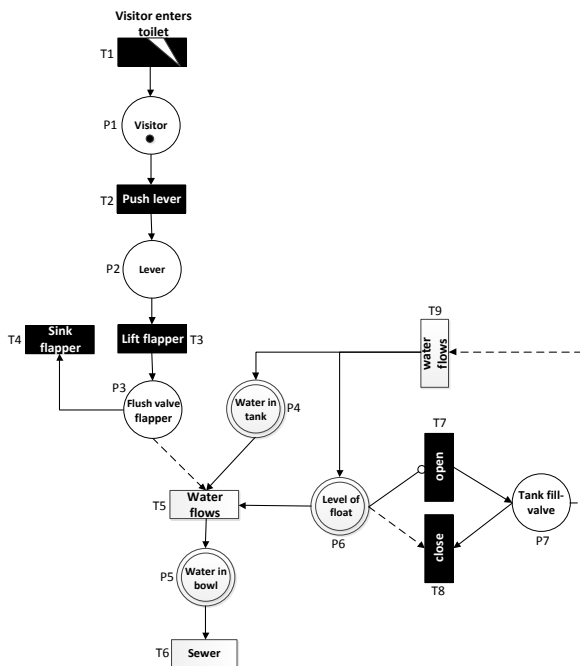 Visitor enters
toilet
T1
P1
Visitor
T2
Push lever
P2
Lever
T9
water
flows
T4
Sink
flapper
Lift flapper
T3
P3
Flush valve
flapper
Water in
tank
P4
T7
open
T5
Water
flows
Level of
float
P6
Tank fill-
valve
P7
close
T8
P5
Water in
bowl
T6
Sewer